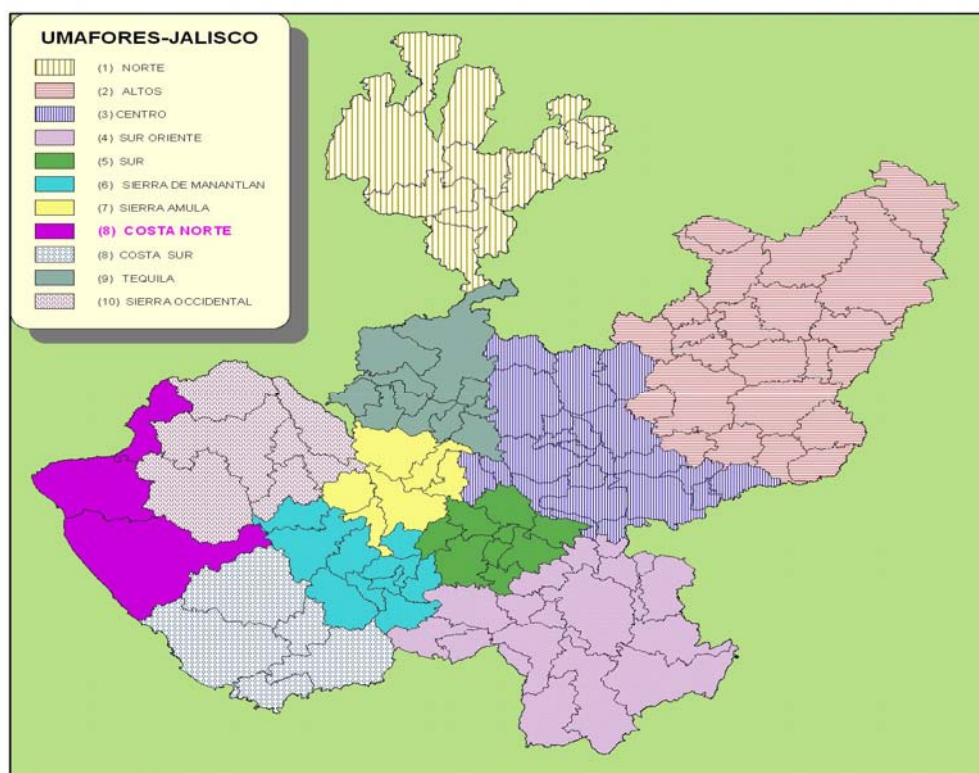 UMAFORES-JALISCO
(1) NORTE
(2) ALTOS
(3) CENTRO
(4) SUR ORIENTE
(5) SUR
(6) SIERRA DE MANANTLAN
(7) SIERRA AMULA
(8) COSTA NORTE
(8) COSTA SUR
(9) TEQUILA
(10) SIERRA OCCIDENTAL